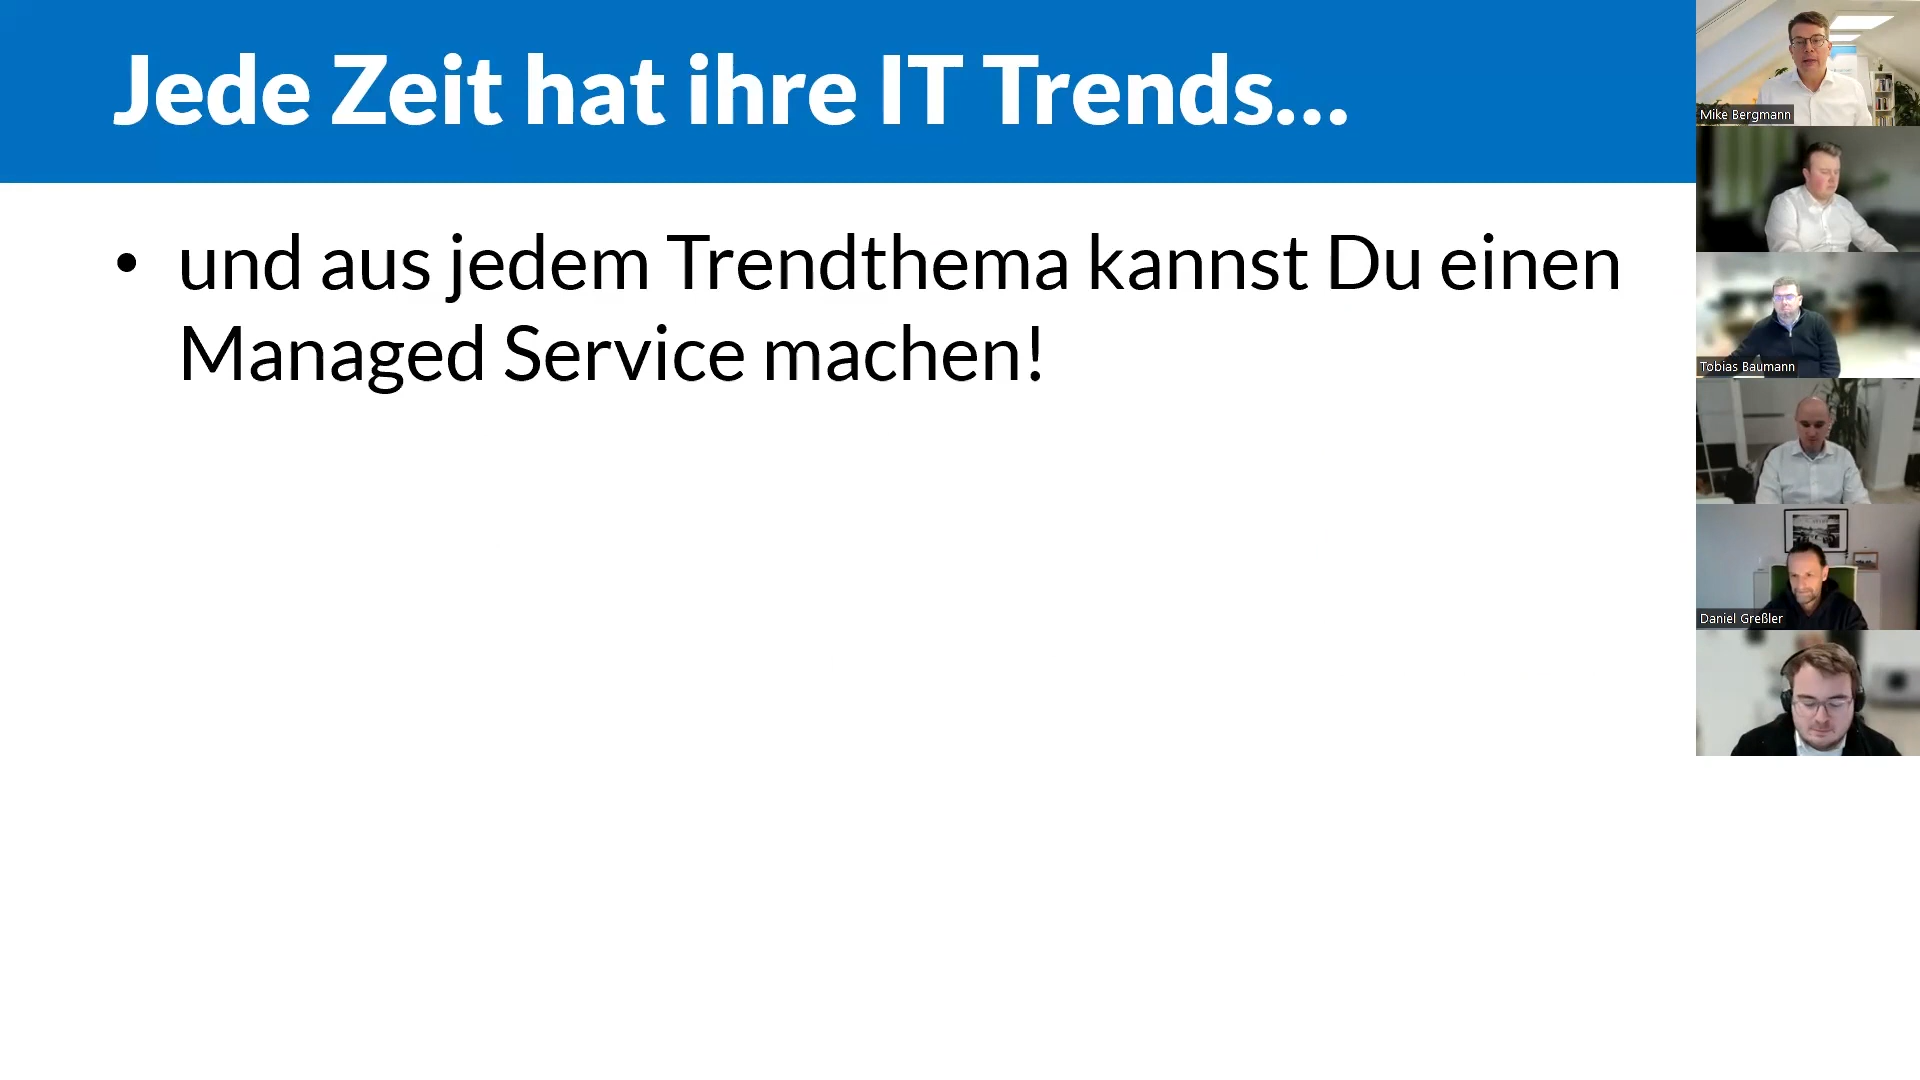 Jede Zeit hat ihre IT Trends...
• und aus jedem Trendthema kannst Du einen
Managed Service machen!
Mike Bergmann
Tobias Baumann
Daniel Greßler